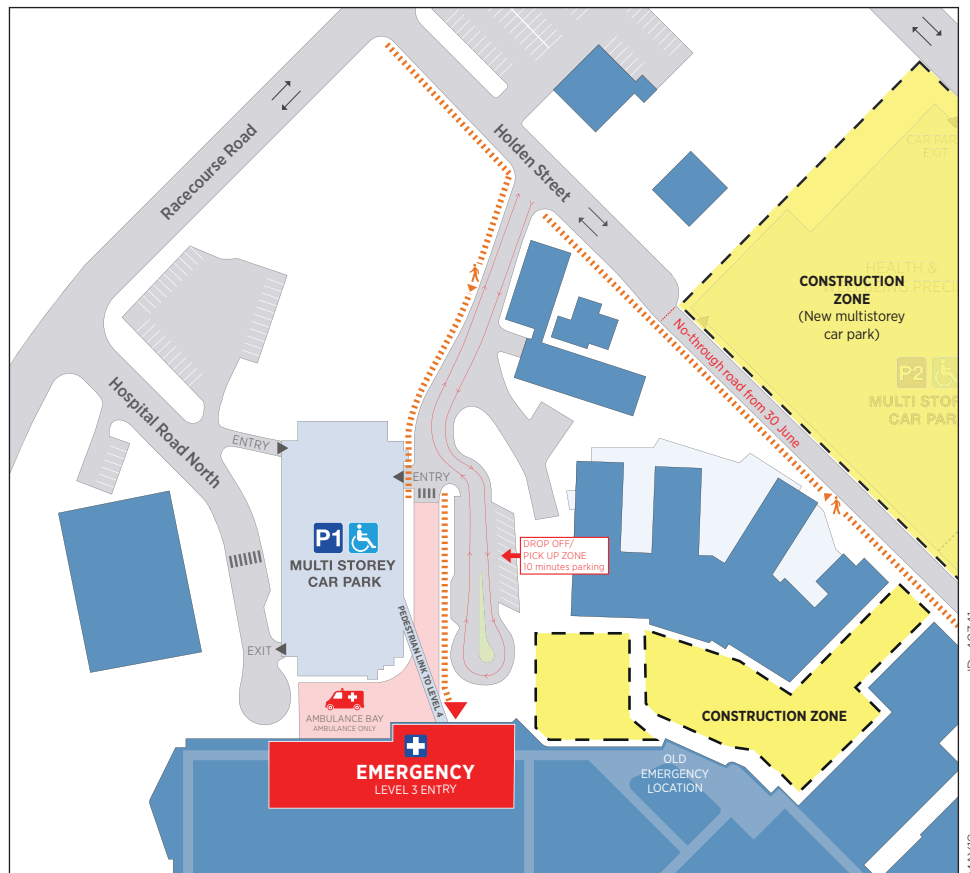 Racecourse Road
Holden Street
CAR PARK
EXIT
HEALTH &
CONSTRUCTION
ZONE
(New multistorey
car park)
No-through road from 30 June
P2
MULTI STOREY
CAR PARK
Hospital Road North
ENTRY
ENTRY
P1
MULTI STOREY
CAR PARK
DROP OFF/
PICK UP ZONE
10 minutes parking
PEDESTRIAN LINK TO LEVEL 4
EXIT
AMBULANCE BAY
AMBULANCE ONLY
CONSTRUCTION ZONE
EMERGENCY
LEVEL 3 ENTRY
OLD
EMERGENCY
LOCATION